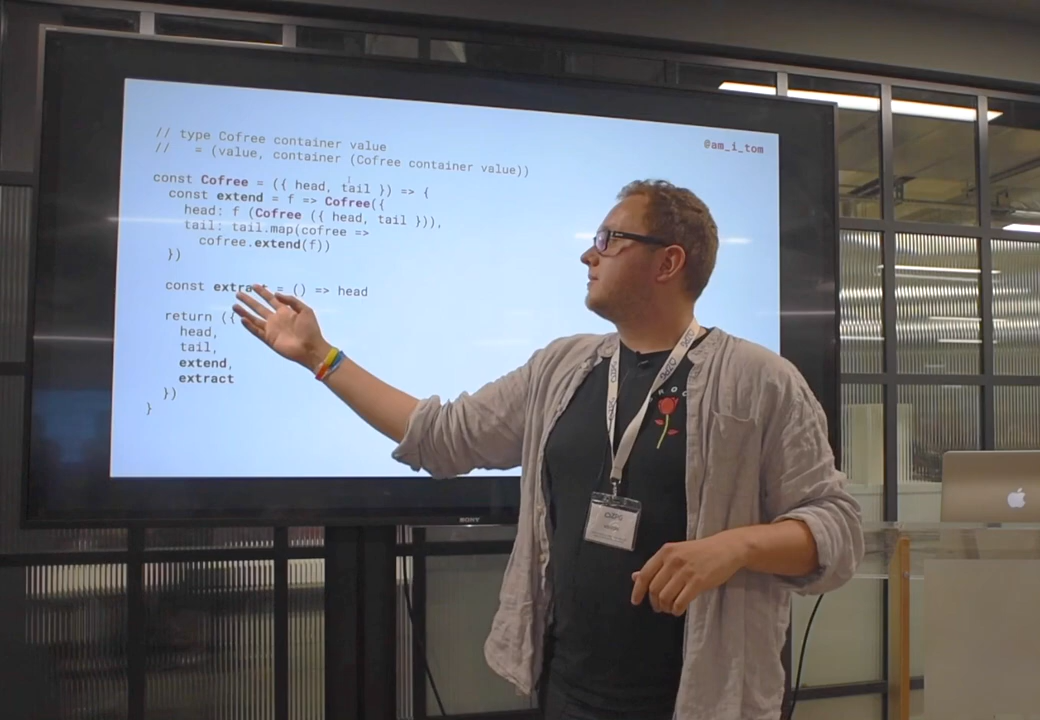 // type Cofree container value
//   = (value, container (Cofree container value))
@am_i_tom
const Cofree = ({ head, tail }) => {
  const extend = f => Cofree({
    head: f (Cofree ({ head, tail })),
    tail: tail.map(cofree =>
      cofree.extend(f))
  })
  const extract = () => head
  return ({
    head,
    tail,
    extend,
    extract
  })
}
SONY